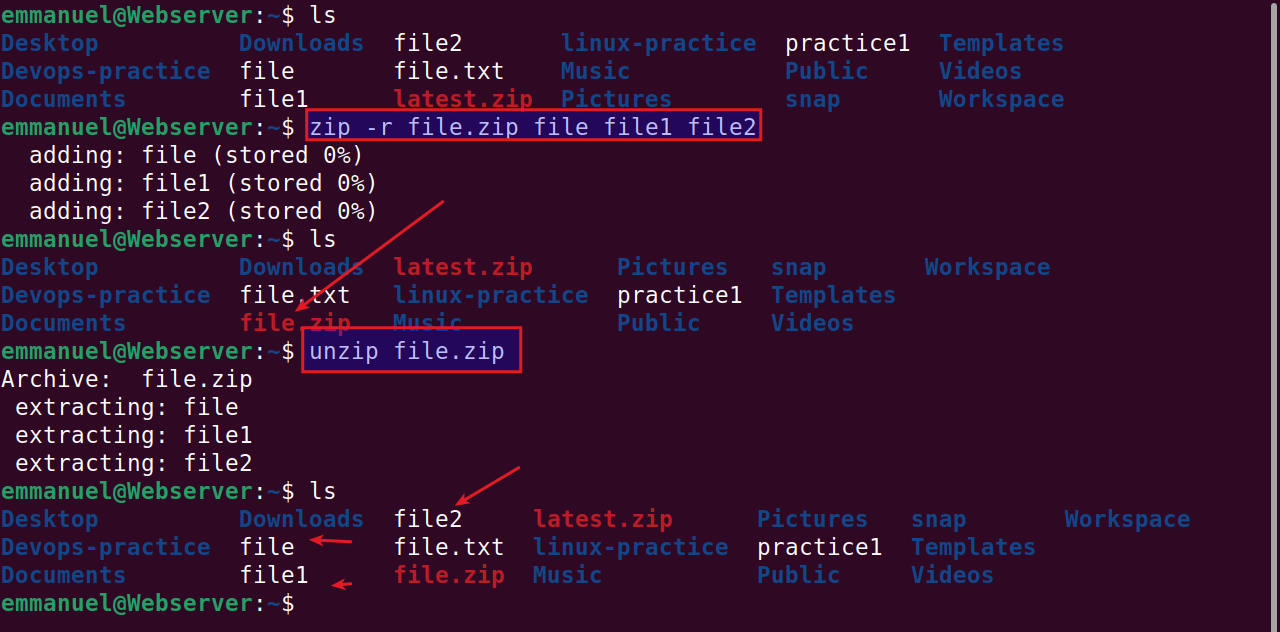 emmanuel@Webserver:~$ ls
Desktop Downloads file2 linux-practice practice1 Templates
Devops-practice file file.txt Music Public Videos
Documents file1 latest.zip Pictures snap Workspace
emmanuel@Webserver:~$ zip -r file.zip file file1 file2
adding: file (stored 0%)
adding: file1 (stored 0%)
adding: file2 (stored 0%)
emmanuel@Webserver:~$ ls
Desktop Downloads latest.zip Pictures snap Workspace
Devops-practice file.txt linux-practice practice1 Templates
Documents file.zip Music Public Videos
emmanuel@Webserver:~$ unzip file.zip
Archive: file.zip
extracting: file
extracting: file1
extracting: file2
emmanuel@Webserver:~$ ls
Desktop Downloads file2 latest.zip Pictures snap Workspace
Devops-practice file file.txt linux-practice practice1 Templates
Documents file1 file.zip Music Public Videos
emmanuel@Webserver:~$